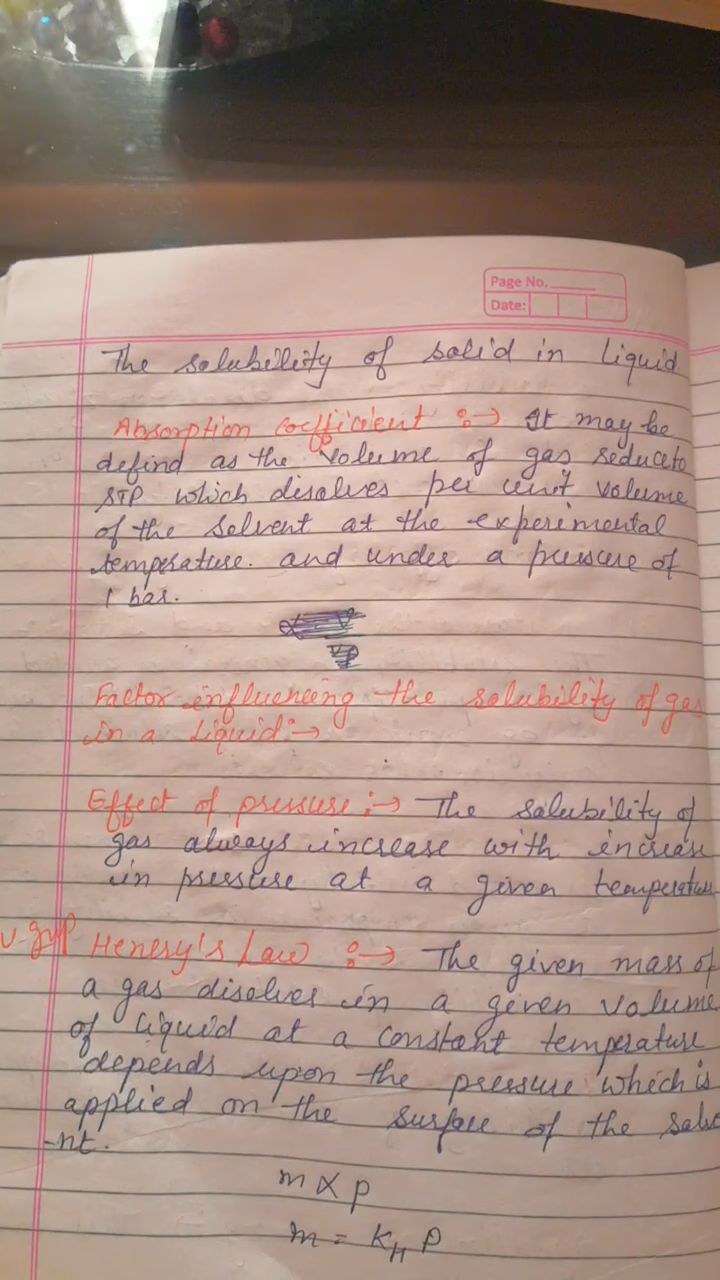 Page No.
Date:
The solubility of solid in liquid
Absorption coefficient :→ It may be
defind as the volume of gas reduceto
STP which disolves per unit volume
of the solvent at the experimental
temperature. and under a pressure of
1 bar.
Factor influencing the solubility of gas
in a liquid:→
Effect of pressure :→ The solubility of
gas always increase with increase
in pressure at a given temperature
V.Imp Henery's Law :→ The given mass of
a gas disolves in a given volume
of liquid at a constant temperature
depends upon the pressure which is
applied on the surface of the solve
-nt.
m ∝ p
m = K_H P